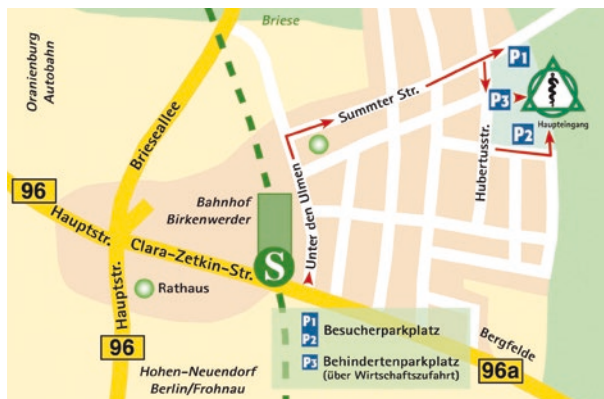 Briese
Oranienburg
Autobahn
Brieseallee
P1
Summter Str.
P3
P2
Haupteingang
Hubertusstr.
96
Hauptstr.
Bahnhof
Birkenwerder
Unter den Ulmen
Clara-Zetkin-Str.
S
Rathaus
Hauptstr.
96
P1
P2
Besucherparkplatz
P3
Behindertenparkplatz
(über Wirtschaftszufahrt)
Bergfelde
96a
Hohen-Neuendorf
Berlin/Frohnau